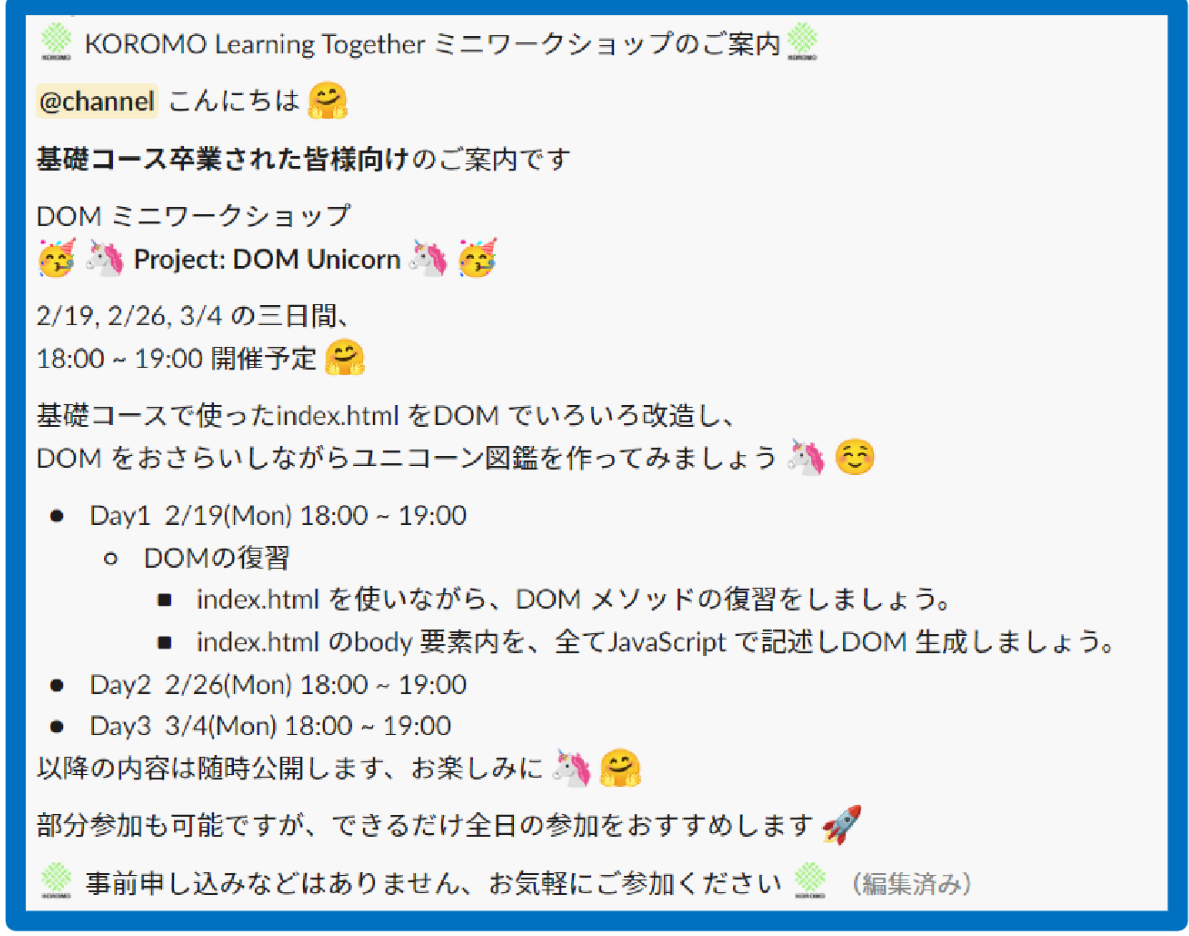 KOROMO Learning Together ミニワークショップのご案内
@channel こんにちは 🤗
基礎コース卒業された皆様向けのご案内です
DOM ミニワークショップ
🥳 🦄 Project: DOM Unicorn 🦄 🥳
2/19, 2/26, 3/4 の三日間、
18:00 ~ 19:00 開催予定 🤗
基礎コースで使ったindex.html をDOM でいろいろ改造し、
DOM をおさらいしながらユニコーン図鑑を作ってみましょう 🦄 ☺️
● Day1 2/19(Mon) 18:00 ~ 19:00
○ DOMの復習
■ index.html を使いながら、DOM メソッドの復習をしましょう。
■ index.html のbody 要素内を、全てJavaScript で記述しDOM 生成しましょう。
● Day2 2/26(Mon) 18:00 ~ 19:00
● Day3 3/4(Mon) 18:00 ~ 19:00
以降の内容は随時公開します、お楽しみに 🦄 🤗
部分参加も可能ですが、できるだけ全日の参加をおすすめします 🚀
KOROMO 事前申し込みなどはありません、お気軽にご参加ください KOROMO （編集済み）